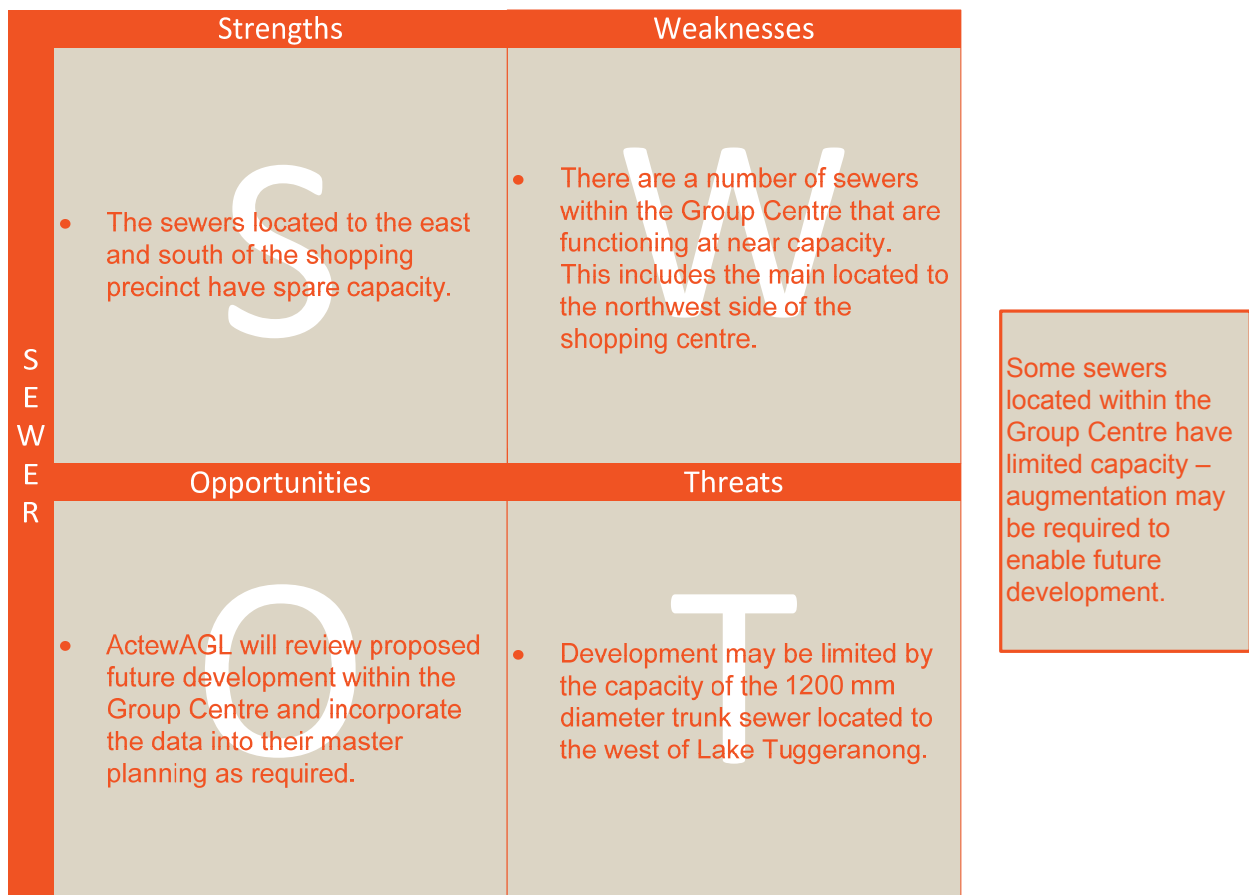 Strengths
Weaknesses
S
E
W
E
R
S
• The sewers located to the east
and south of the shopping
precinct have spare capacity.
W
• There are a number of sewers
within the Group Centre that are
functioning at near capacity.
This includes the main located to
the northwest side of the
shopping centre.
Opportunities
Threats
O
• ActewAGL will review proposed
future development within the
Group Centre and incorporate
the data into their master
planning as required.
T
• Development may be limited by
the capacity of the 1200 mm
diameter trunk sewer located to
the west of Lake Tuggeranong.
Some sewers
located within the
Group Centre have
limited capacity –
augmentation may
be required to
enable future
development.